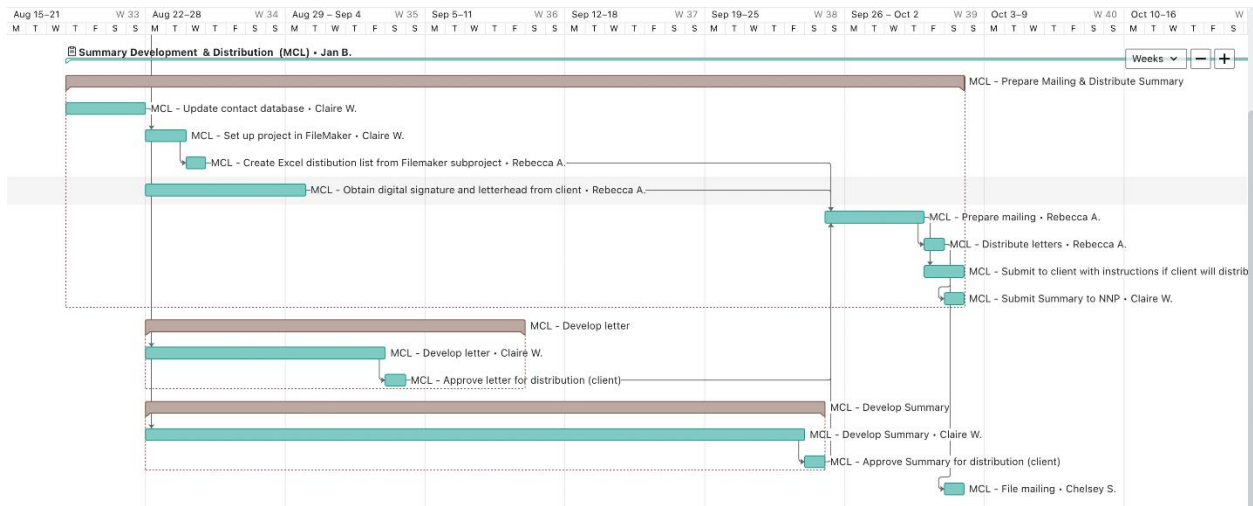 Aug 15–21 W 33 Aug 22–28 W 34 Aug 29 – Sep 4 W 35 Sep 5–11 W 36 Sep 12–18 W 37 Sep 19–25 W 38 Sep 26 – Oct 2 W 39 Oct 3–9 W 40 Oct 10–16 W
M T W T F S S M T W T F S S M T W T F S S M T W T F S S M T W T F S S M T W T F S S M T W T F S S M T W T F S S M T W T F S
Summary Development & Distribution (MCL) • Jan B.
Weeks − +
MCL - Prepare Mailing & Distribute Summary
MCL - Update contact database • Claire W.
MCL - Set up project in FileMaker • Claire W.
MCL - Create Excel distibution list from Filemaker subproject • Rebecca A.
MCL - Obtain digital signature and letterhead from client • Rebecca A.
MCL - Prepare mailing • Rebecca A.
MCL - Distribute letters • Rebecca A.
MCL - Submit to client with instructions if client will distrib
MCL - Submit Summary to NNP • Claire W.
MCL - Develop letter
MCL - Develop letter • Claire W.
MCL - Approve letter for distribution (client)
MCL - Develop Summary
MCL - Develop Summary • Claire W.
MCL - Approve Summary for distribution (client)
MCL - File mailing • Chelsey S.